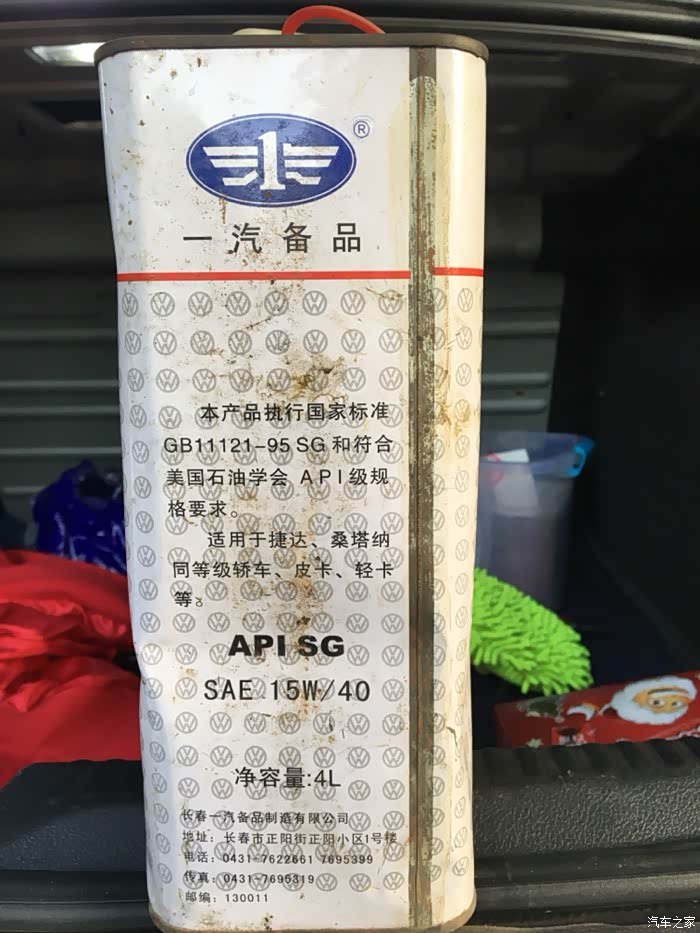 ®
一汽备品
本产品执行国家标准
GB11121-95 SG 和符合
美国石油学会 API级规
格要求。
适用于捷达、桑塔纳
同等级轿车、皮卡、轻卡
等。
API SG
SAE 15W/40
净容量:4L
长春一汽备品制造有限公司
地址：长春市正阳街正阳小区1号楼
电话：0431-7622661 7695399
传真：0431-7695319
邮编：130011
汽车之家